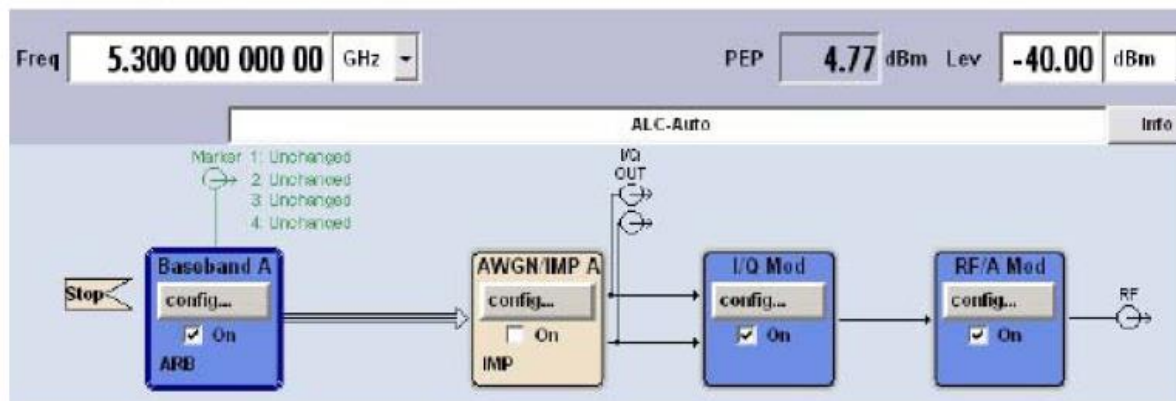 Freq 5.300 000 000 00 GHz PEP 4.77 dBm Lev -40.00 dBm
ALC-Auto Info
Marker 1: Unchanged
2: Unchanged
3: Unchanged
4: Unchanged
I/Q
OUT
Stop
Baseband A
config...
On
ARB
AWGN/IMP A
config...
On
IMP
I/Q Mod
config...
On
RF/A Mod
config...
On
RF